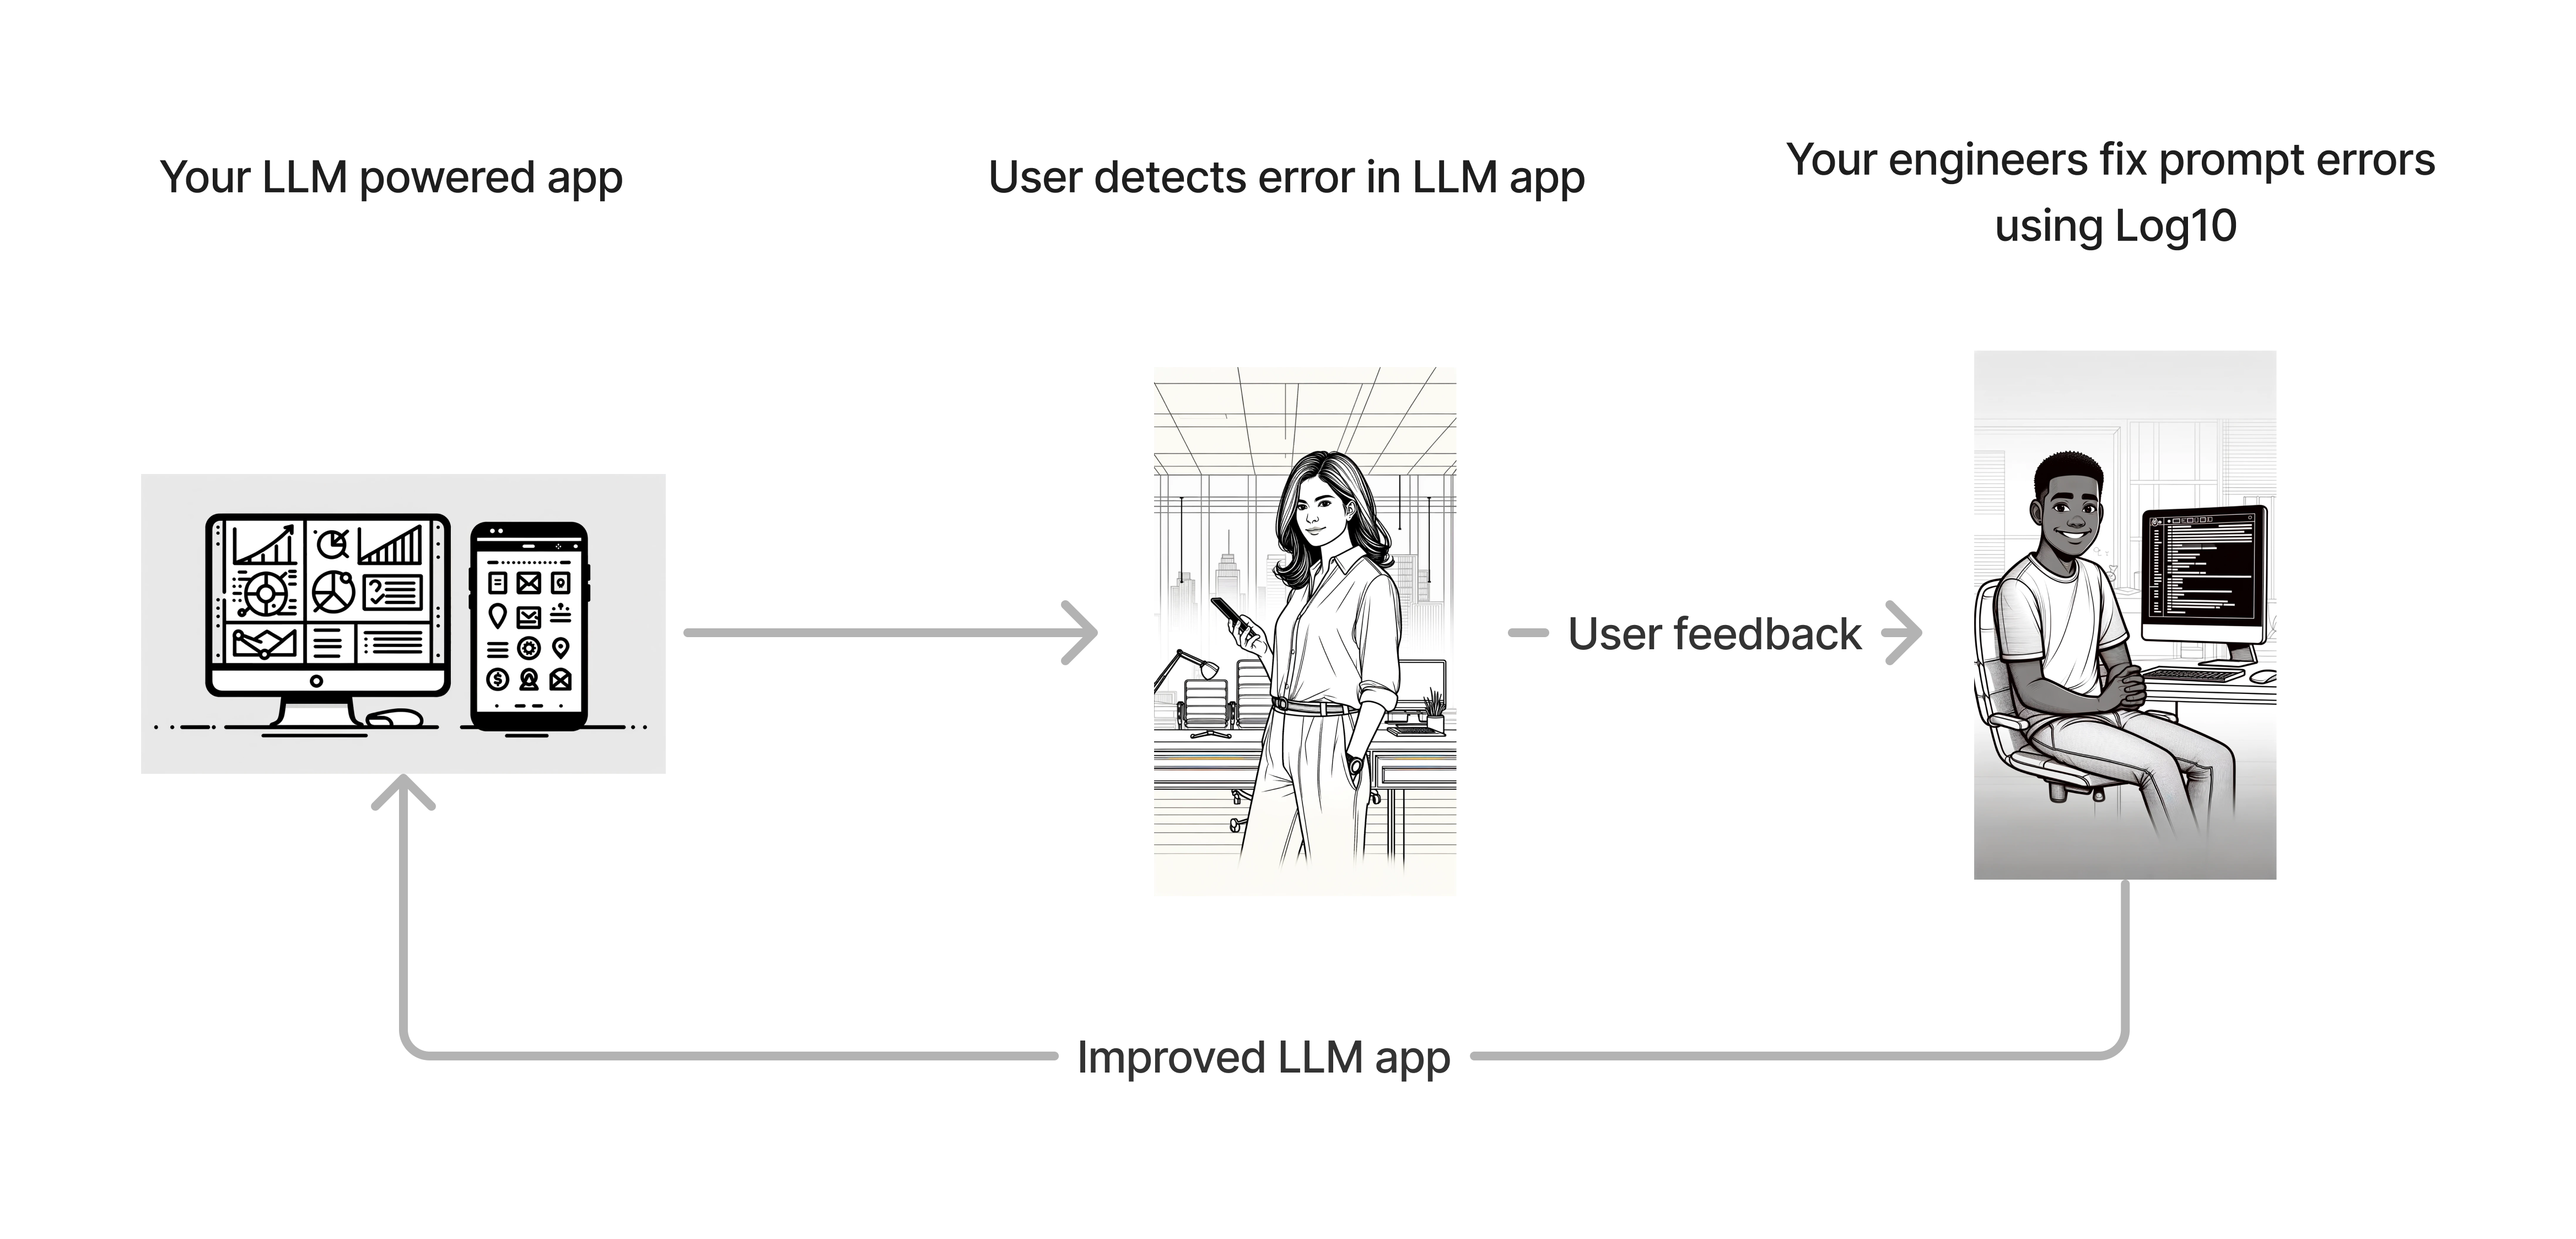 Your LLM powered app
User detects error in LLM app
Your engineers fix prompt errors
using Log10
User feedback
Improved LLM app